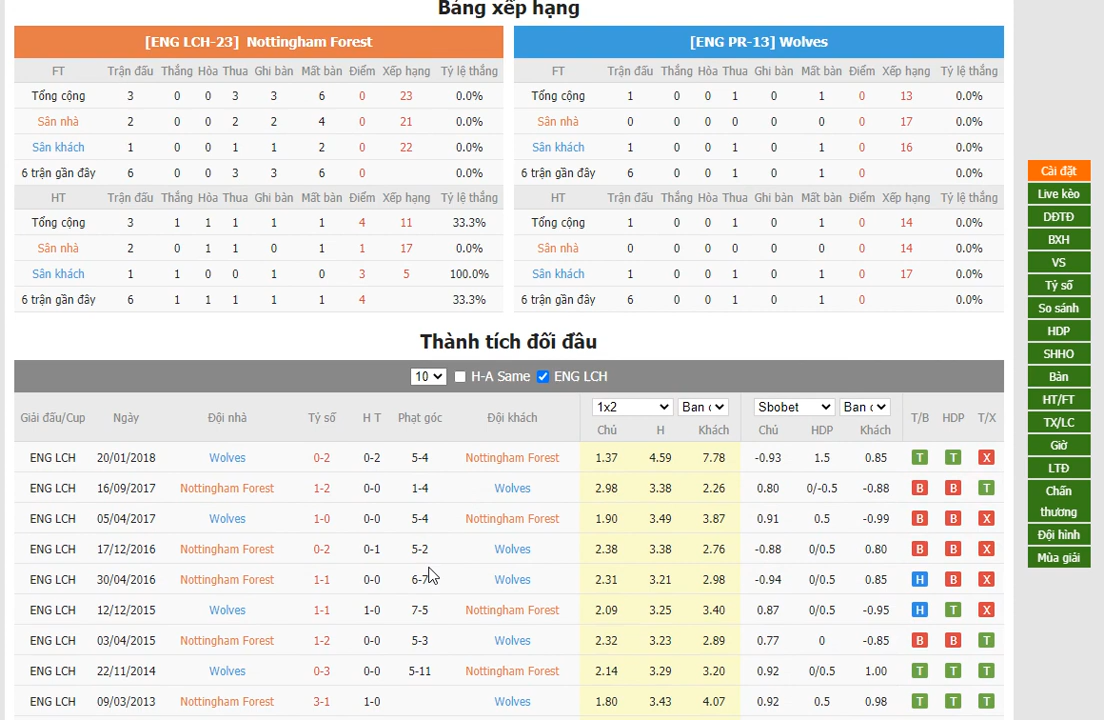 Bảng xếp hạng
[ENG LCH-23] Nottingham Forest
FT Trận đấu Thắng Hòa Thua Ghi bàn Mất bàn Điểm Xếp hạng Tỷ lệ thắng
Tổng cộng 3 0 0 3 3 6 0 23 0.0%
Sân nhà 2 0 0 2 2 4 0 21 0.0%
Sân khách 1 0 0 1 1 2 0 22 0.0%
6 trận gần đây 6 0 0 3 3 6 0 0.0%
HT Trận đấu Thắng Hòa Thua Ghi bàn Mất bàn Điểm Xếp hạng Tỷ lệ thắng
Tổng cộng 3 1 1 1 1 1 4 11 33.3%
Sân nhà 2 0 1 1 0 1 1 17 0.0%
Sân khách 1 1 0 0 1 0 3 5 100.0%
6 trận gần đây 6 1 1 1 1 1 4 33.3%
[ENG PR-13] Wolves
FT Trận đấu Thắng Hòa Thua Ghi bàn Mất bàn Điểm Xếp hạng Tỷ lệ thắng
Tổng cộng 1 0 0 1 0 1 0 13 0.0%
Sân nhà 0 0 0 0 0 0 0 17 0.0%
Sân khách 1 0 0 1 0 1 0 16 0.0%
6 trận gần đây 6 0 0 1 0 1 0 0.0%
HT Trận đấu Thắng Hòa Thua Ghi bàn Mất bàn Điểm Xếp hạng Tỷ lệ thắng
Tổng cộng 1 0 0 1 0 1 0 14 0.0%
Sân nhà 0 0 0 0 0 0 0 14 0.0%
Sân khách 1 0 0 1 0 1 0 17 0.0%
6 trận gần đây 6 0 0 1 0 1 0 0.0%
Thành tích đối đầu
10 H-A Same ENG LCH
Giải đấu/Cup Ngày Đội nhà Tỷ số H T Phạt góc Đội khách 1x2 Ban Sbobet Ban T/B HDP T/X
Chủ H Khách Chủ HDP Khách
ENG LCH 20/01/2018 Wolves 0-2 0-2 5-4 Nottingham Forest 1.37 4.59 7.78 -0.93 1.5 0.85 T T X
ENG LCH 16/09/2017 Nottingham Forest 1-2 0-0 1-4 Wolves 2.98 3.38 2.26 0.80 0/-0.5 -0.88 B B T
ENG LCH 05/04/2017 Wolves 1-0 0-0 5-4 Nottingham Forest 1.90 3.49 3.87 0.91 0.5 -0.99 B B X
ENG LCH 17/12/2016 Nottingham Forest 0-2 0-1 5-2 Wolves 2.38 3.38 2.76 -0.88 0/0.5 0.80 B B X
ENG LCH 30/04/2016 Nottingham Forest 1-1 0-0 6-7 Wolves 2.31 3.21 2.98 -0.94 0/0.5 0.85 H B X
ENG LCH 12/12/2015 Wolves 1-1 1-0 7-5 Nottingham Forest 2.09 3.25 3.40 0.87 0/0.5 -0.95 H T X
ENG LCH 03/04/2015 Nottingham Forest 1-2 0-0 5-3 Wolves 2.32 3.23 2.89 0.77 0 -0.85 B B T
ENG LCH 22/11/2014 Wolves 0-3 0-0 5-11 Nottingham Forest 2.14 3.29 3.20 0.92 0/0.5 1.00 T T T
ENG LCH 09/03/2013 Nottingham Forest 3-1 1-0 Wolves 1.80 3.43 4.07 0.92 0.5 0.98 T T T
Cài đặt
Live kèo
DĐTĐ
BXH
VS
Tỷ số
So sánh
HDP
SHHO
Bàn
HT/FT
TX/LC
Giờ
LTĐ
Chấn
thương
Đội hình
Mùa giải